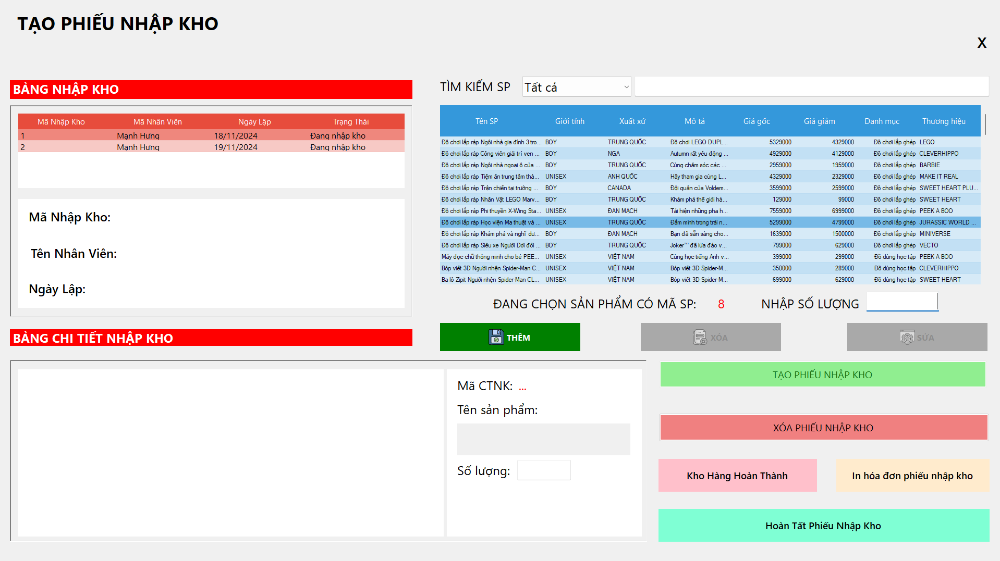 TẠO PHIẾU NHẬP KHO
X
BẢNG NHẬP KHO
Mã Nhập Kho Mã Nhân Viên Ngày Lập Trạng Thái
1 Mạnh Hưng 18/11/2024 Đang nhập kho
2 Mạnh Hưng 19/11/2024 Đang nhập kho
Mã Nhập Kho:
Tên Nhân Viên:
Ngày Lập:
TÌM KIẾM SP Tất cả
Tên SP Giới tính Xuất xứ Mô tả Giá gốc Giá giảm Danh mục Thương hiệu
Đồ chơi lắp ráp Ngôi nhà gia đình 3 tro... BOY TRUNG QUỐC Đồ chơi LEGO DUPL... 5329000 4329000 Đồ chơi lắp ghép LEGO
Đồ chơi lắp ráp Công viên giải trí ven ... BOY NGA Autumn rất yêu động ... 4929000 4129000 Đồ chơi lắp ghép CLEVERHIPPO
Đồ chơi lắp ráp Ngôi nhà ngoại ô của ... BOY TRUNG QUỐC Cùng chăm sóc các ... 2959000 1959000 Đồ chơi lắp ghép BARBIE
Đồ chơi lắp ráp Tiệm ăn trung tâm thà... UNISEX ANH QUỐC Hãy tham gia cùng L... 4329000 2329000 Đồ chơi lắp ghép MAKE IT REAL
Đồ chơi lắp ráp Trận chiến tại trường ... BOY CANADA Đội quân của Voldem... 3599000 2599000 Đồ chơi lắp ghép SWEET HEART PLU...
Đồ chơi lắp ráp Nhân Vật LEGO Marv... BOY TRUNG QUỐC Khám phá thế giới hà... 129000 99000 Đồ chơi lắp ghép SWEET HEART
Đồ chơi lắp ráp Phi thuyền X-Wing Sta... UNISEX ĐAN MẠCH Tái hiện những pha h... 7559000 6999000 Đồ chơi lắp ghép PEEK A BOO
Đồ chơi lắp ráp Học viện Ma thuật và ... UNISEX TRUNG QUỐC Đắm mình trong trải n... 5299000 4799000 Đồ chơi lắp ghép JURASSIC WORLD ...
Đồ chơi lắp ráp Khám phá và nghĩ dư... BOY ĐAN MẠCH Bạn đã sẵn sàng cho... 1639000 1500000 Đồ chơi lắp ghép MINIVERSE
Đồ chơi lắp ráp Siêu xe Người Dơi đối ... BOY TRUNG QUỐC Joker™ đã lừa đảo v... 799000 629000 Đồ chơi lắp ghép VECTO
Máy đọc chữ thông minh cho bé PEE... UNISEX VIỆT NAM Cùng học tiếng Anh v... 399000 299000 Đồ dùng học tập PEEK A BOO
Bóp viết 3D Người nhện Spider-Man C... UNISEX VIỆT NAM Bóp viết 3D Spider-M... 350000 289000 Đồ dùng học tập CLEVERHIPPO
Ba lô Zipit Người nhện Spider-Man CL... UNISEX VIỆT NAM Bóp viết 3D Spider-M... 699000 629000 Đồ dùng học tập SWEET HEART
ĐANG CHỌN SẢN PHẨM CÓ MÃ SP: 8 NHẬP SỐ LƯỢNG
THÊM XÓA SỬA
BẢNG CHI TIẾT NHẬP KHO
Mã CTNK: ...
Tên sản phẩm:
Số lượng:
TẠO PHIẾU NHẬP KHO
XÓA PHIẾU NHẬP KHO
Kho Hàng Hoàn Thành In hóa đơn phiếu nhập kho
Hoàn Tất Phiếu Nhập Kho